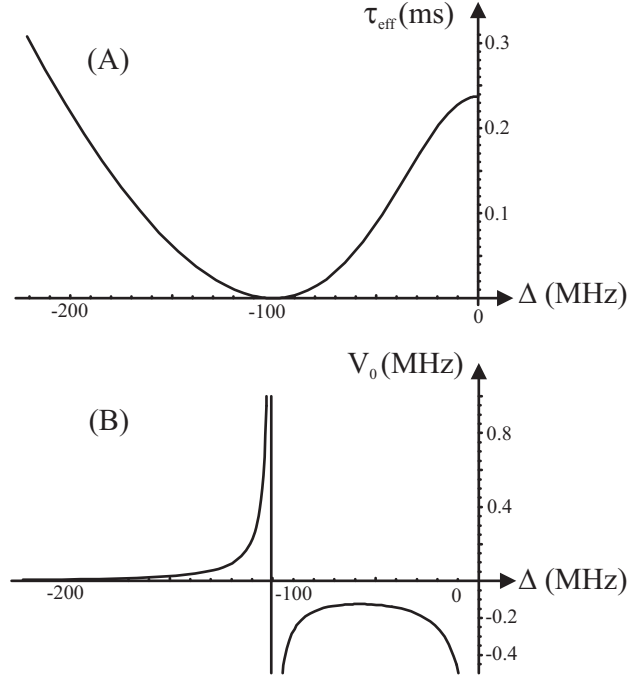 τeff(ms)
(A)
0.3
0.2
0.1
-200 -100 0 Δ (MHz)
V0(MHz)
(B)
0.8
0.4
-200 -100 0 Δ (MHz)
-0.2
-0.4